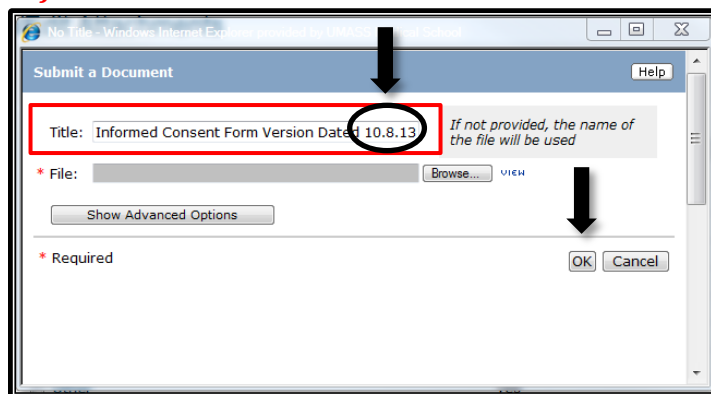 No Title - Windows Internet Explorer provided by UMASS Medical School
Submit a Document
Help
Title: Informed Consent Form Version Dated 10.8.13
If not provided, the name of
the file will be used
* File:
Browse...
VIEW
Show Advanced Options
* Required
OK
Cancel